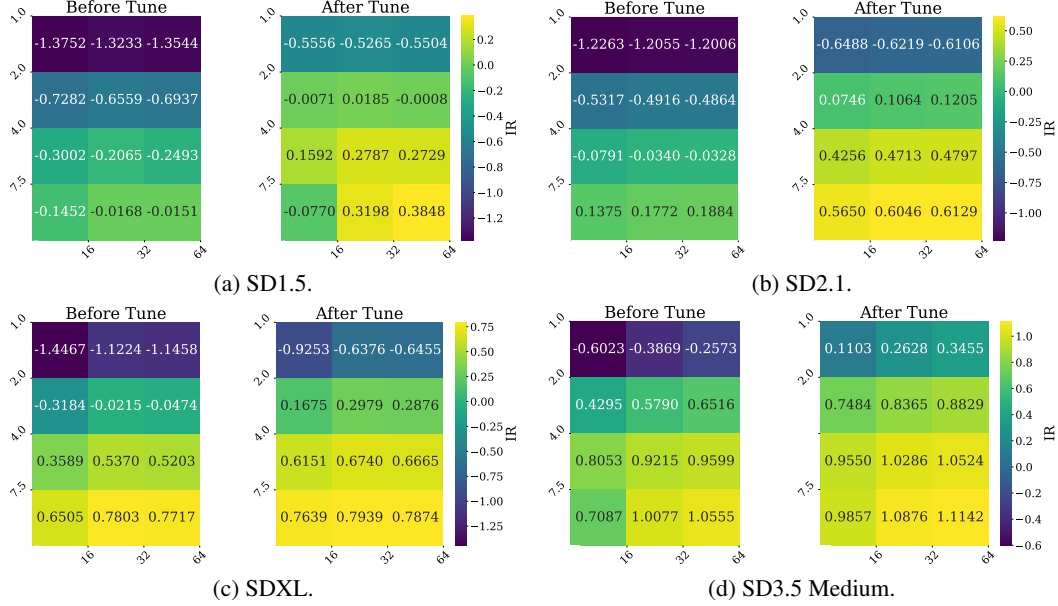 Before Tune After Tune
1.0 -1.3752 -1.3233 -1.3544 1.0 -0.5556 -0.5265 -0.5504 0.2
2.0 -0.7282 -0.6559 -0.6937 2.0 -0.0071 0.0185 -0.0008 0.0 -0.2 -0.4
4.0 -0.3002 -0.2065 -0.2493 4.0 0.1592 0.2787 0.2729 -0.6 -0.8 IR
7.5 -0.1452 -0.0168 -0.0151 7.5 -0.0770 0.3198 0.3848 -1.0 -1.2
16 32 64 16 32 64
(a) SD1.5.
Before Tune After Tune
1.0 -1.2263 -1.2055 -1.2006 1.0 -0.6488 -0.6219 -0.6106 0.50
2.0 -0.5317 -0.4916 -0.4864 2.0 0.0746 0.1064 0.1205 0.25 0.00
4.0 -0.0791 -0.0340 -0.0328 4.0 0.4256 0.4713 0.4797 -0.25 -0.50 IR
7.5 0.1375 0.1772 0.1884 7.5 0.5650 0.6046 0.6129 -0.75 -1.00
16 32 64 16 32 64
(b) SD2.1.
Before Tune After Tune
1.0 -1.4467 -1.1224 -1.1458 1.0 -0.9253 -0.6376 -0.6455 0.75 0.50
2.0 -0.3184 -0.0215 -0.0474 2.0 0.1675 0.2979 0.2876 0.25 0.00
4.0 0.3589 0.5370 0.5203 4.0 0.6151 0.6740 0.6665 -0.25 -0.50 IR
7.5 0.6505 0.7803 0.7717 7.5 0.7639 0.7939 0.7874 -0.75 -1.00 -1.25
16 32 64 16 32 64
(c) SDXL.
Before Tune After Tune
1.0 -0.6023 -0.3869 -0.2573 1.0 0.1103 0.2628 0.3455 1.0 0.8
2.0 0.4295 0.5790 0.6516 2.0 0.7484 0.8365 0.8829 0.6 0.4
4.0 0.8053 0.9215 0.9599 4.0 0.9550 1.0286 1.0524 0.2 0.0 IR
7.5 0.7087 1.0077 1.0555 7.5 0.9857 1.0876 1.1142 -0.2 -0.4 -0.6
16 32 64 16 32 64
(d) SD3.5 Medium.